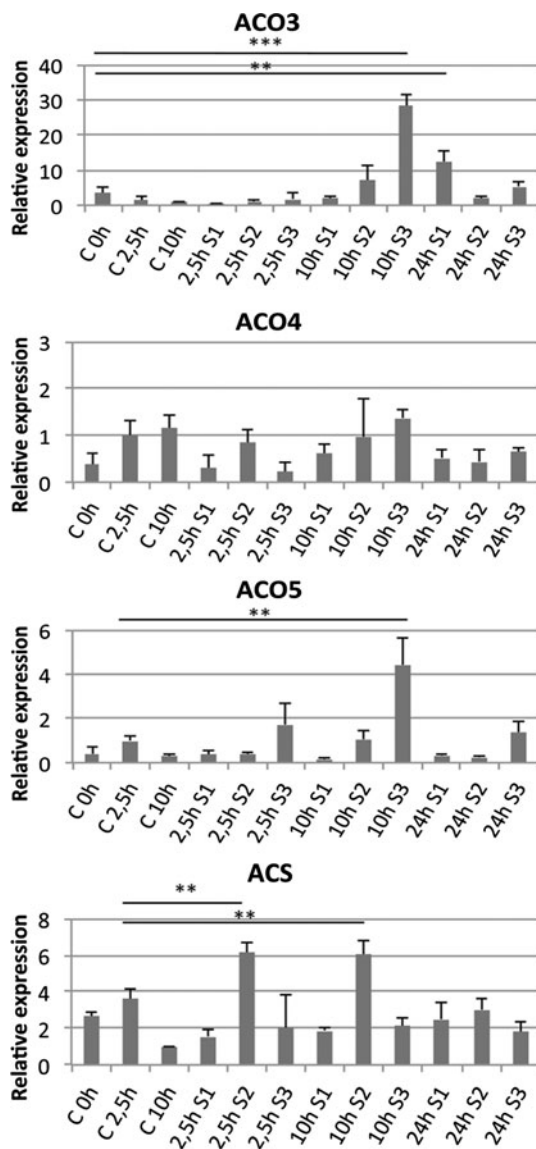 ACO3
***
**
Relative expression
40
30
20
10
0
C 0h
C 2,5h
C 10h
2,5h S1
2,5h S2
2,5h S3
10h S1
10h S2
10h S3
24h S1
24h S2
24h S3
ACO4
Relative expression
3
2
1
0
C 0h
C 2,5h
C 10h
2,5h S1
2,5h S2
2,5h S3
10h S1
10h S2
10h S3
24h S1
24h S2
24h S3
ACO5
**
Relative expression
6
4
2
0
C 0h
C 2,5h
C 10h
2,5h S1
2,5h S2
2,5h S3
10h S1
10h S2
10h S3
24h S1
24h S2
24h S3
ACS
**
**
Relative expression
8
6
4
2
0
C 0h
C 2,5h
C 10h
2,5h S1
2,5h S2
2,5h S3
10h S1
10h S2
10h S3
24h S1
24h S2
24h S3